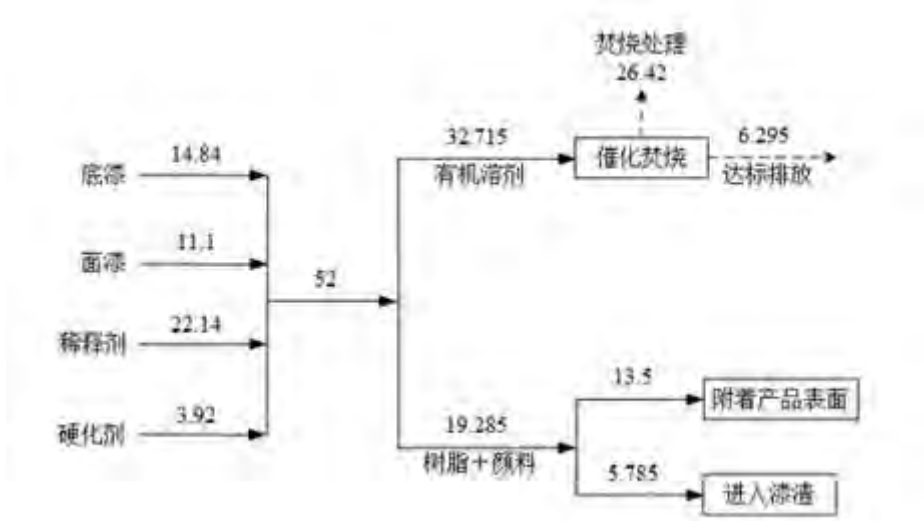 焚烧处理
26.42
32.715
催化焚烧
6.295
有机溶剂
达标排放
14.84
底漆
11.1
面漆
52
22.14
稀释剂
3.92
硬化剂
13.5
附着产品表面
19.285
树脂＋颜料
5.785
进入漆渣